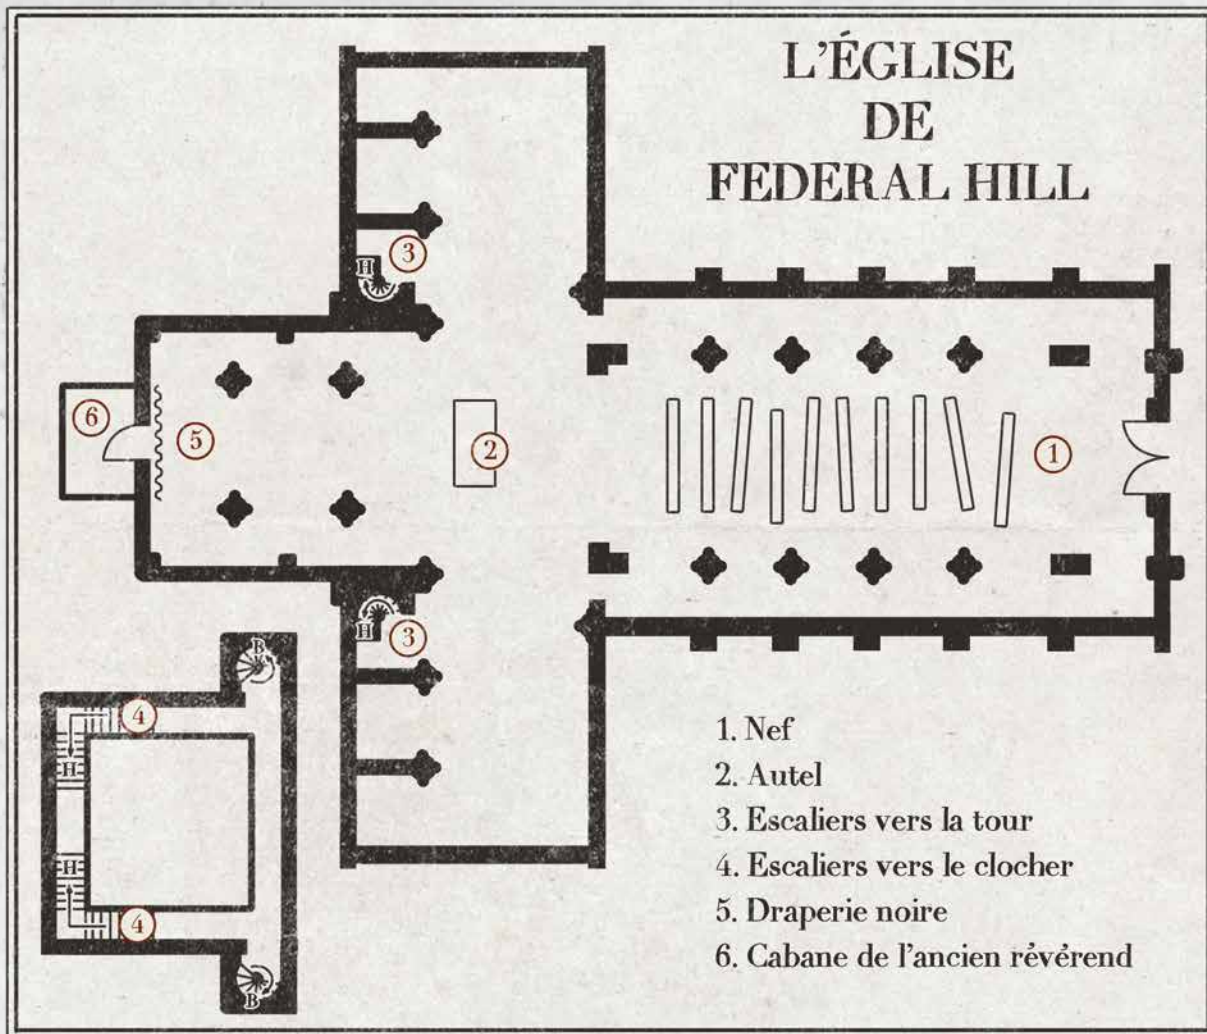 L'ÉGLISE
DE
FEDERAL HILL
3
H
6
5
2
1
H
3
B
4
H
H
4
B
1. Nef
2. Autel
3. Escaliers vers la tour
4. Escaliers vers le clocher
5. Draperie noire
6. Cabane de l'ancien révérend